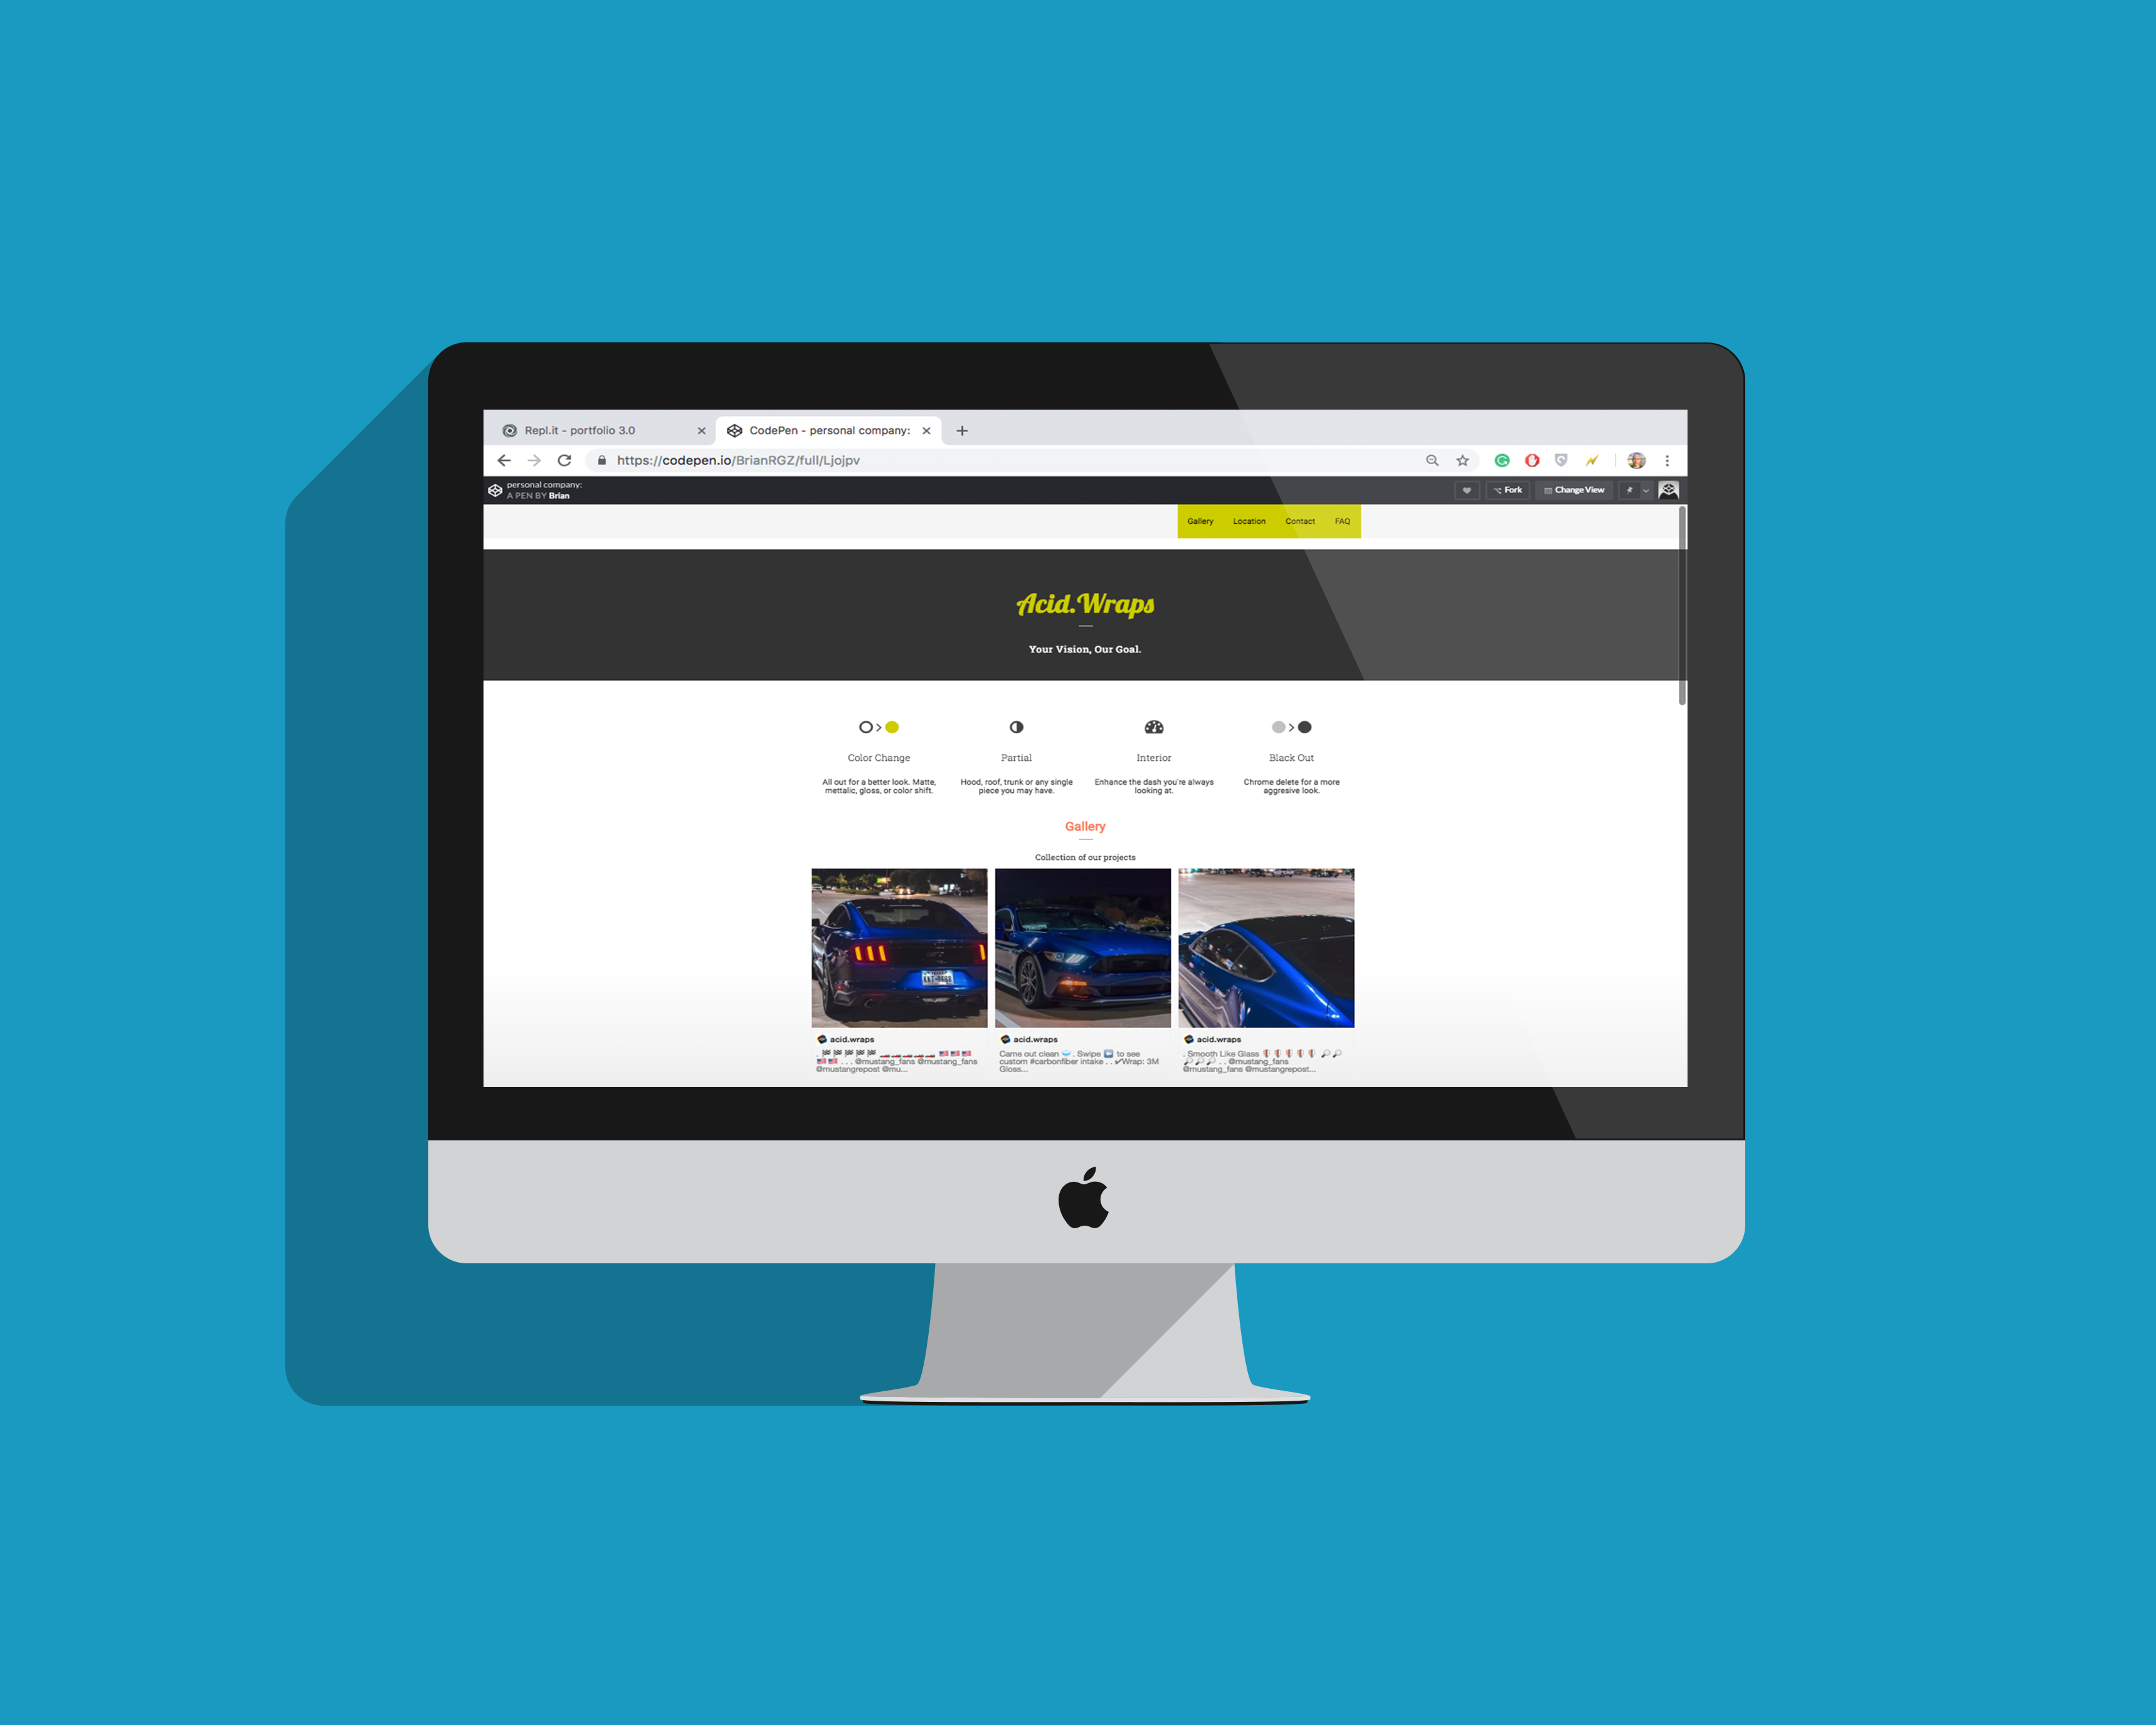 Repl.it - portfolio 3.0
CodePen - personal company:
https://codepen.io/BrianRGZ/full/Ljojpv
personal company:
A PEN BY Brian
Fork
Change View
Gallery Location Contact FAQ
Acid.Wraps
Your Vision, Our Goal.
Color Change
All out for a better look. Matte,
mettalic, gloss, or color shift.
Partial
Hood, roof, trunk or any single
piece you may have.
Interior
Enhance the dash you're always
looking at.
Black Out
Chrome delete for a more
aggresive look.
Gallery
Collection of our projects
acid.wraps
. 🏁🏁🏁🏁🏁 🏎🏎🏎🏎🏎 🇺🇸🇺🇸🇺🇸
🇺🇸🇺🇸 . . . @mustang_fans @mustang_fans
@mustangrepost @mu...
acid.wraps
Came out clean . Swipe to see
custom #carbonfiber intake . . ✔Wrap: 3M
Gloss...
acid.wraps
. Smooth Like Glass
. . @mustang_fans
@mustang_fans @mustangrepost...